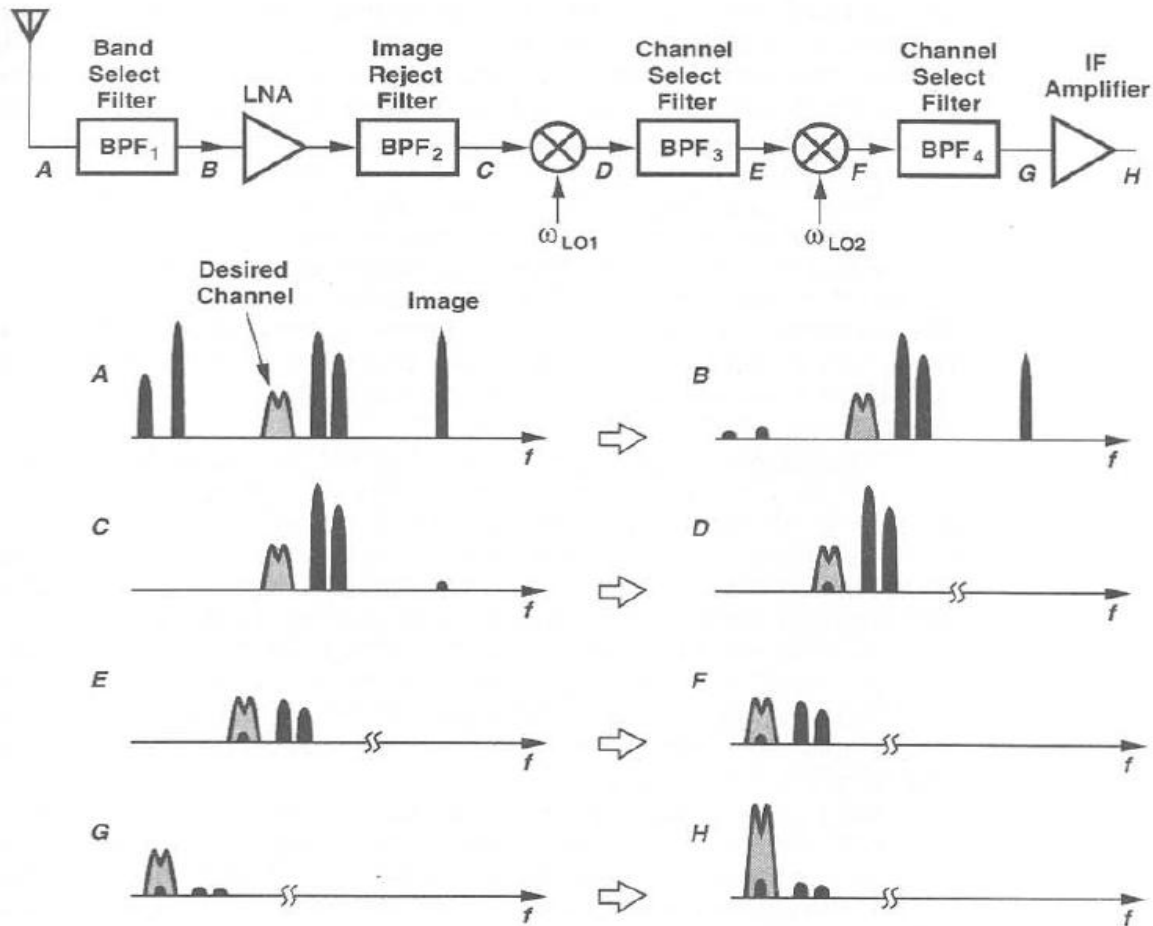 Band Select Filter
LNA
Image Reject Filter
Channel Select Filter
Channel Select Filter
IF Amplifier
A
BPF1
B
BPF2
C
D
BPF3
E
F
BPF4
G
H
ωLO1
ωLO2
Desired Channel
Image
A
f
B
f
C
f
D
f
E
f
F
f
G
f
H
f